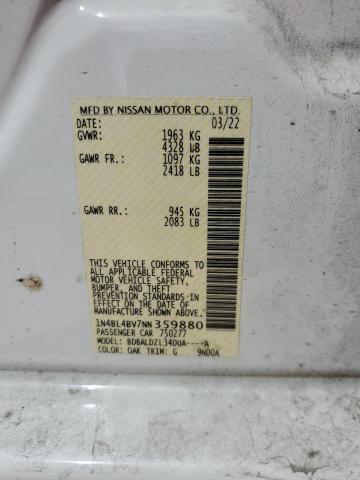 MFD BY NISSAN MOTOR CO., LTD.
DATE: 03/22
GVWR: 1963 KG
4328 LB
GAWR FR.: 1097 KG
2418 LB
GAWR RR.: 945 KG
2083 LB
THIS VEHICLE CONFORMS TO ALL
APPLICABLE FEDERAL MOTOR
MOTOR VEHICLE SAFETY,
BUMPER, AND THEFT
PREVENTION STANDARDS
IN EFFECT ON THE DATE OF
MANUFACTURE SHOWN ABOVE.
1N4BL4BV7NN359880
PASSENGER CAR 750277
MODEL: BDBALDZL34DUA----A
COLOR: QAK TRIM: G 9N00A